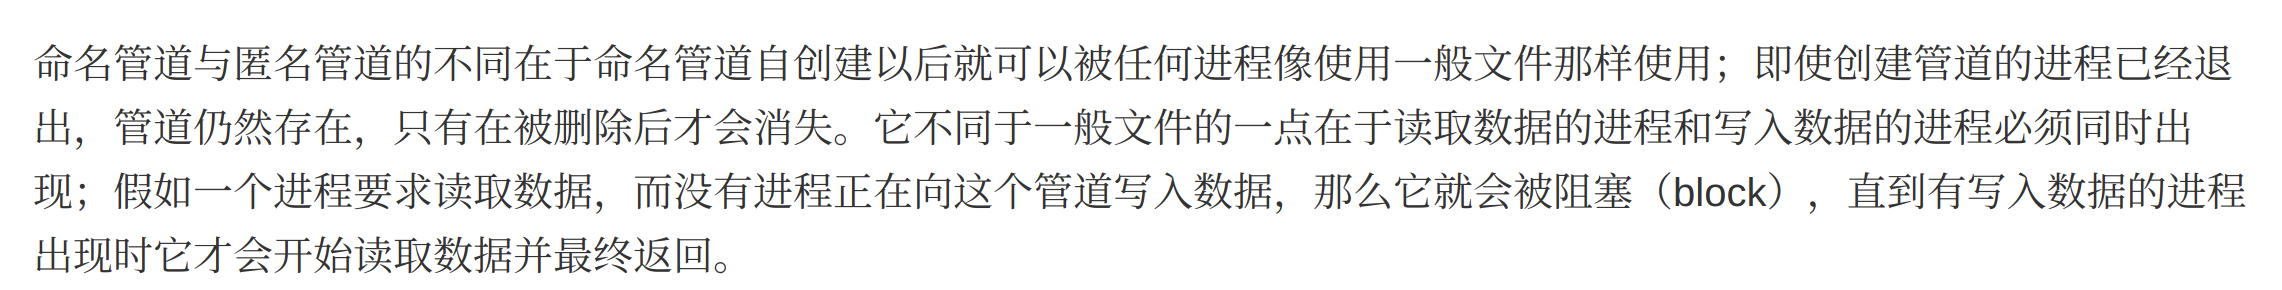 命名管道与匿名管道的不同在于命名管道自创建以后就可以被任何进程像使用一般文件那样使用；即使创建管道的进程已经退
出，管道仍然存在，只有在被删除后才会消失。它不同于一般文件的一点在于读取数据的进程和写入数据的进程必须同时出
现；假如一个进程要求读取数据，而没有进程正在向这个管道写入数据，那么它就会被阻塞（block），直到有写入数据的进程
出现时它才会开始读取数据并最终返回。